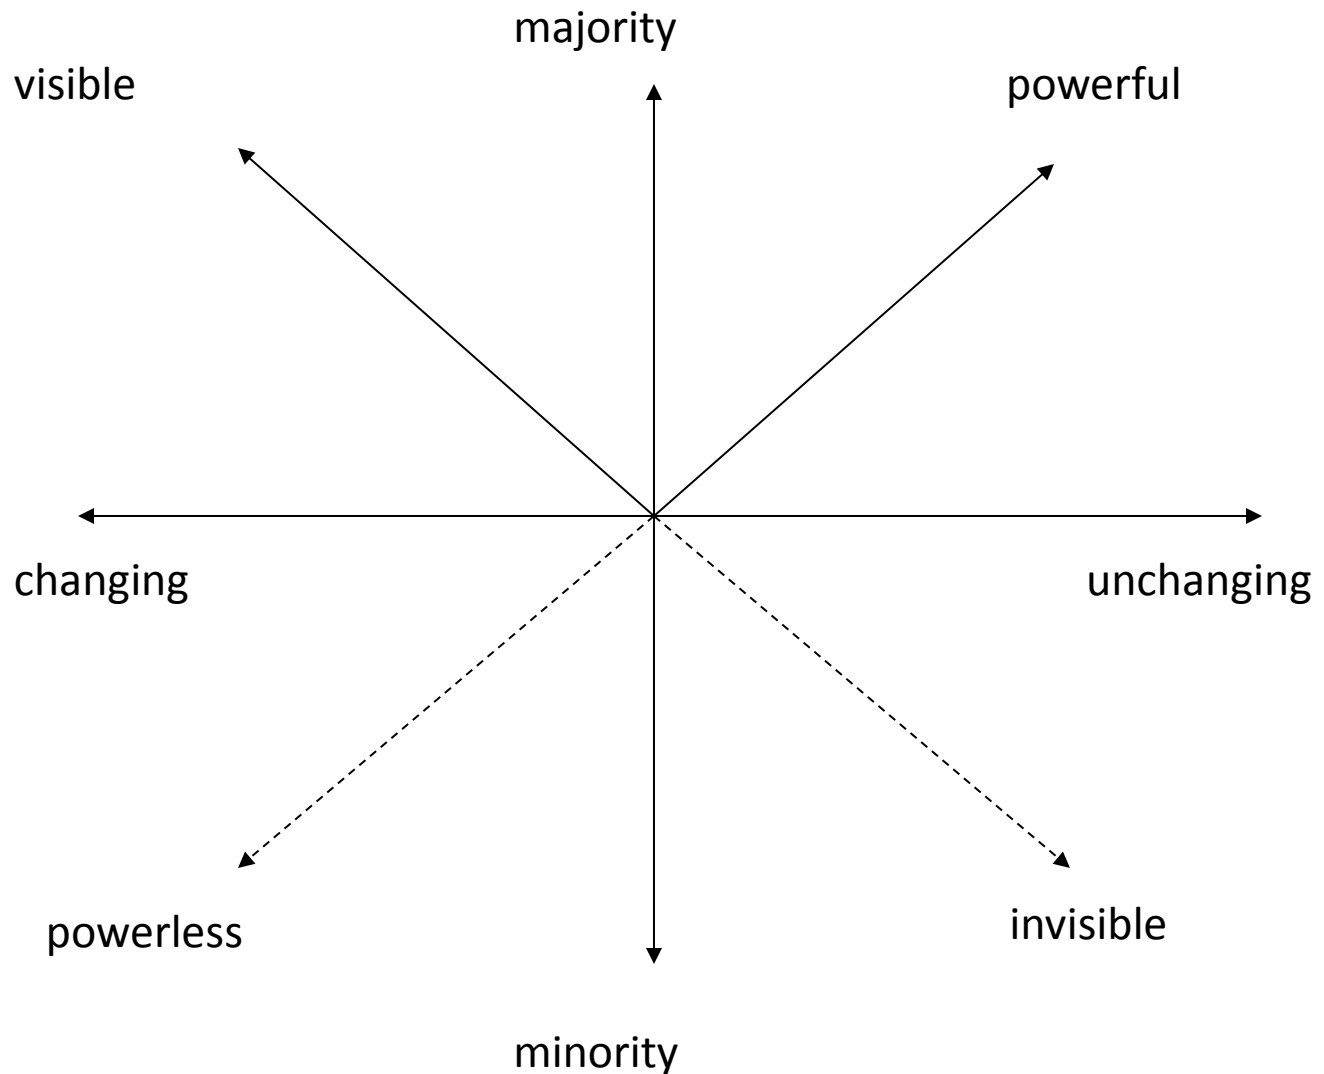 majority
visible
powerful
changing
unchanging
powerless
invisible
minority